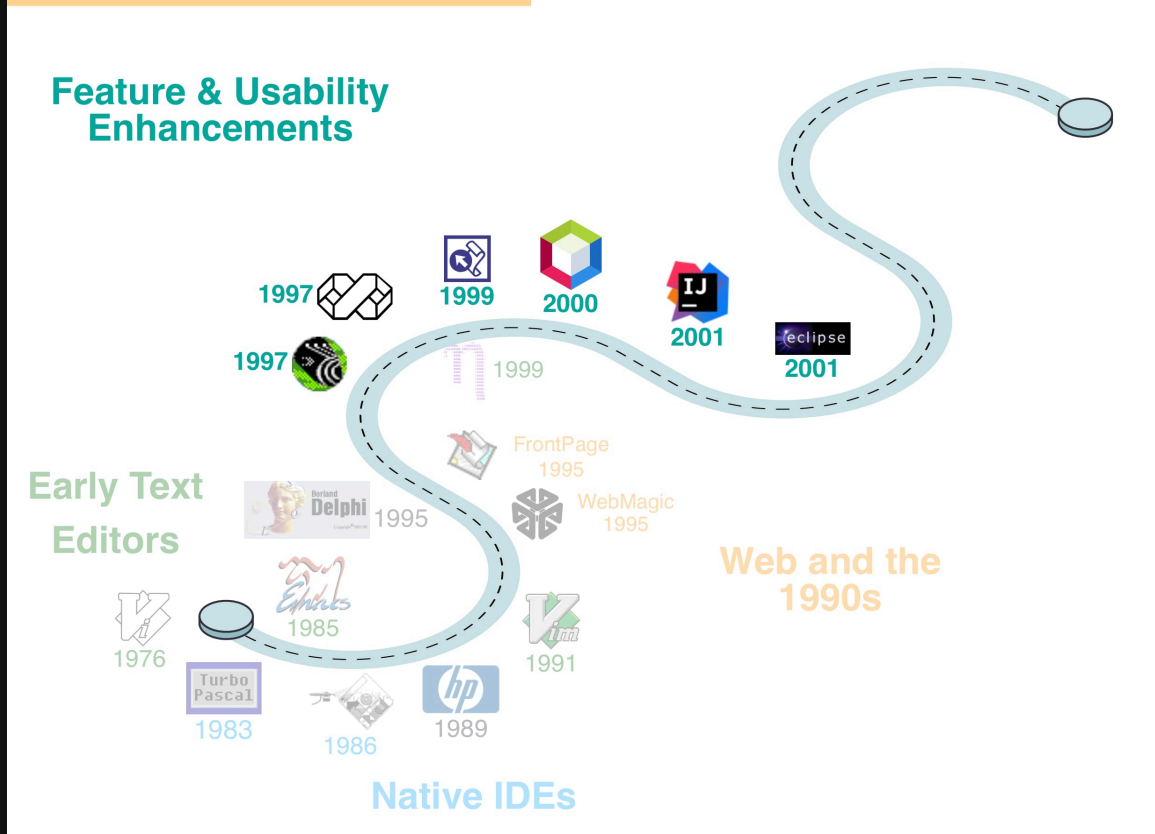 Feature & Usability
Enhancements
1997
1999
2000
IJ
2001
eclipse
2001
1997
1999
FrontPage
1995
WebMagic
1995
Early Text
Editors
Borland
Delphi
1995
Web and the
1990s
Emacs
1985
Vi
1976
Vim
1991
Turbo
Pascal
1983
1986
hp
1989
Native IDEs